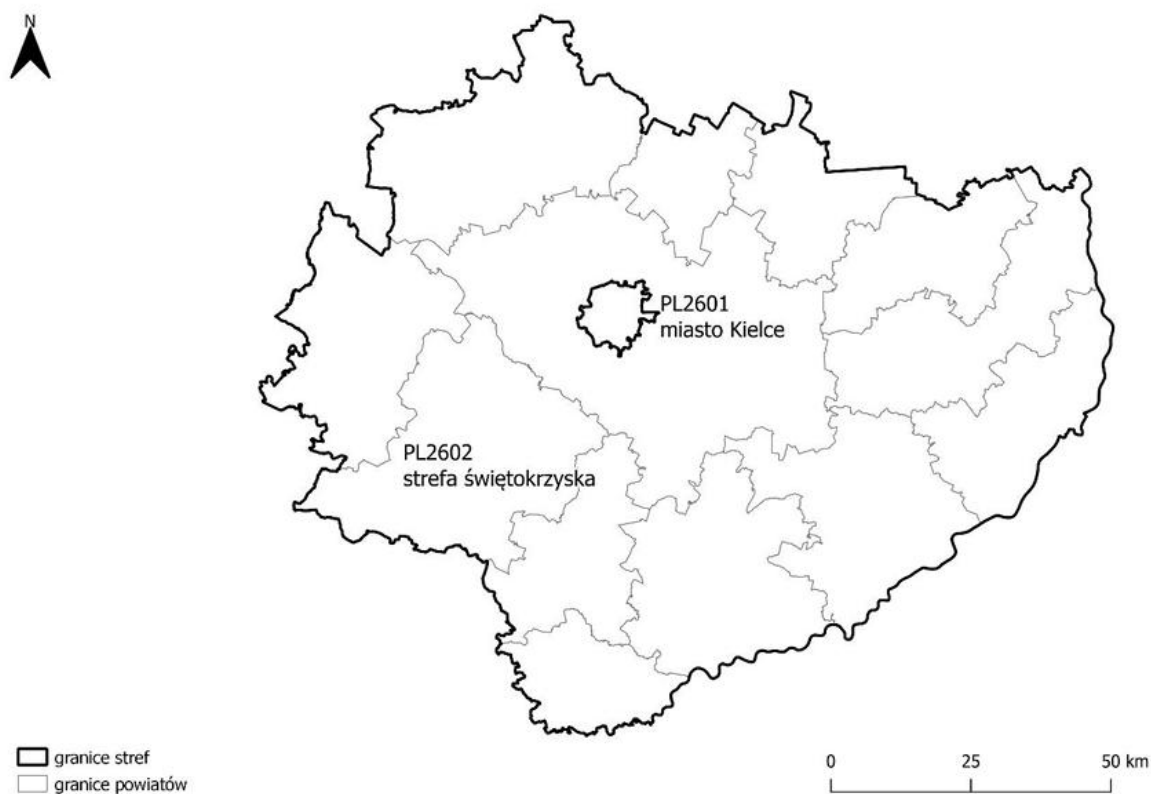 N
PL2601
miasto Kielce
PL2602
strefa świętokrzyska
granice stref
granice powiatów
0 25 50 km